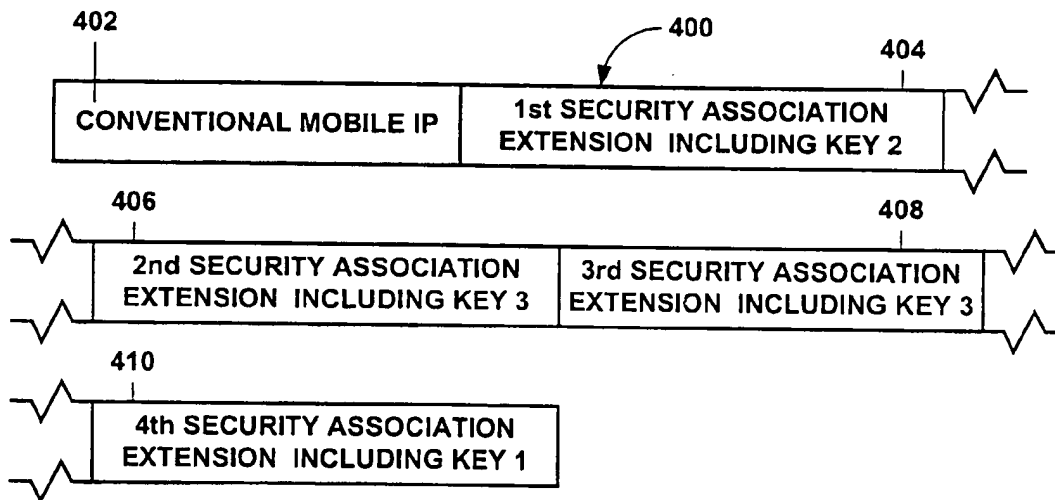 402
400
404
CONVENTIONAL MOBILE IP
1st SECURITY ASSOCIATION
EXTENSION INCLUDING KEY 2
406
408
2nd SECURITY ASSOCIATION
EXTENSION INCLUDING KEY 3
3rd SECURITY ASSOCIATION
EXTENSION INCLUDING KEY 3
410
4th SECURITY ASSOCIATION
EXTENSION INCLUDING KEY 1